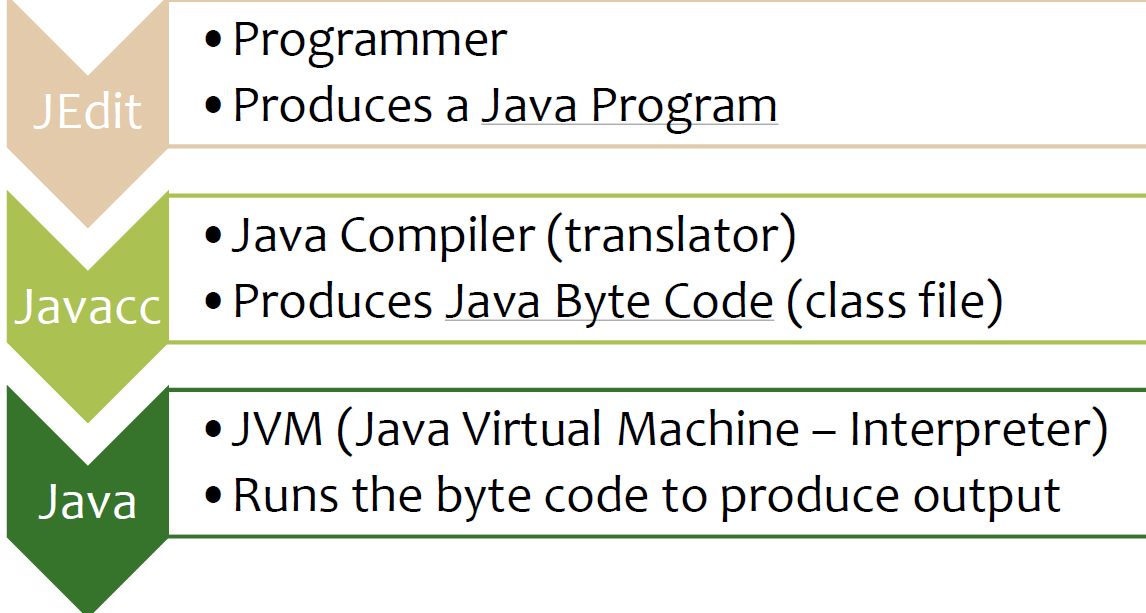 JEdit
• Programmer
• Produces a Java Program
Javacc
• Java Compiler (translator)
• Produces Java Byte Code (class file)
Java
• JVM (Java Virtual Machine – Interpreter)
• Runs the byte code to produce output